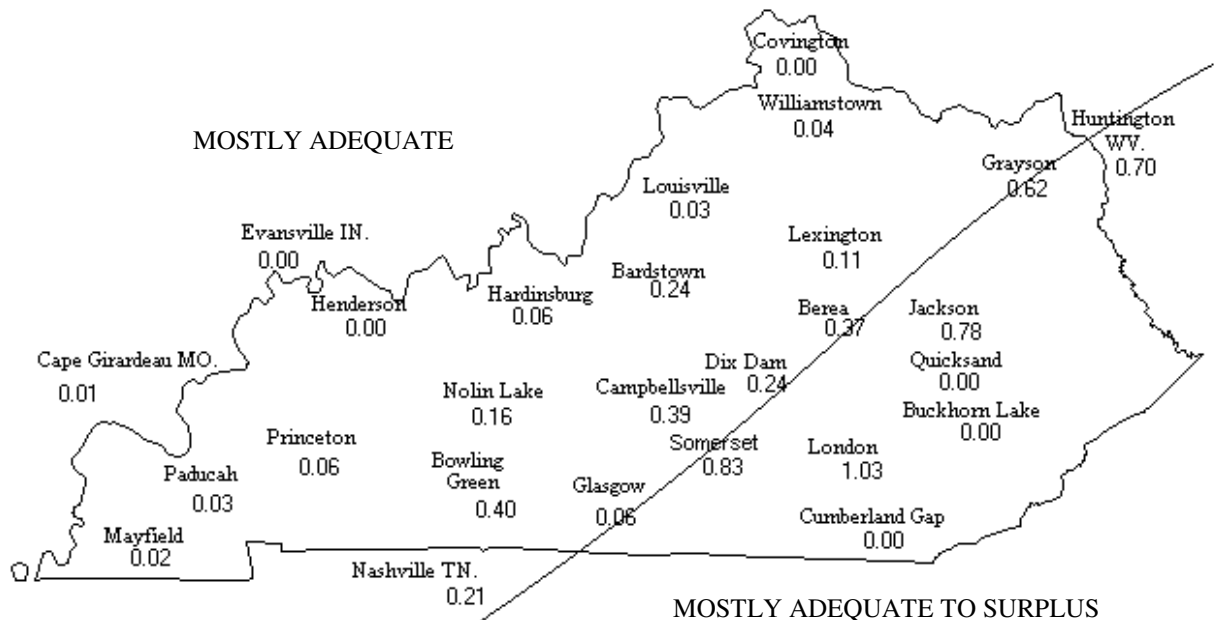 Covington
0.00
Williamstown
0.04
MOSTLY ADEQUATE
Huntington
WV.
0.70
Grayson
0.62
Louisville
0.03
Evansville IN.
0.00
Lexington
0.11
Bardstown
0.24
Henderson
0.00
Hardinsburg
0.06
Berea
0.37
Jackson
0.78
Cape Girardeau MO.
0.01
Dix Dam
0.24
Quicksand
0.00
Nolin Lake
0.16
Campbellsville
0.39
Buckhorn Lake
0.00
Princeton
0.06
Somerset
0.83
London
1.03
Paducah
0.03
Bowling
Green
0.40
Glasgow
0.06
Cumberland Gap
0.00
Mayfield
0.02
Nashville TN.
0.21
MOSTLY ADEQUATE TO SURPLUS